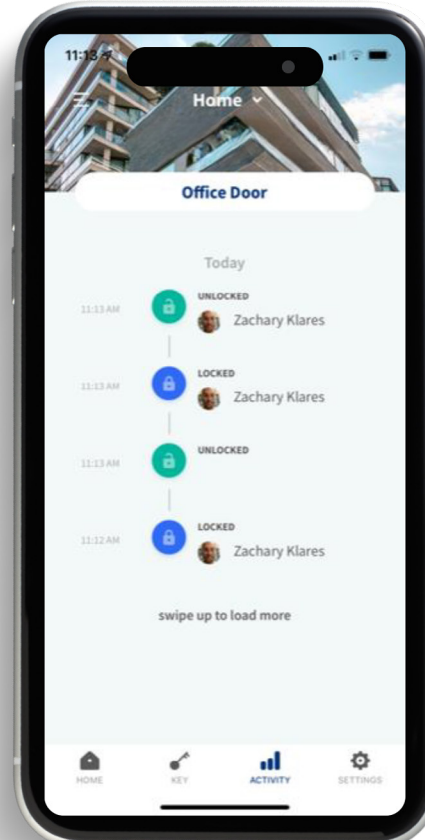 11:13
Home
Office Door
Today
11:13 AM UNLOCKED
Zachary Klares
11:13 AM LOCKED
Zachary Klares
11:13 AM UNLOCKED
11:12 AM LOCKED
Zachary Klares
swipe up to load more
HOME KEY ACTIVITY SETTINGS